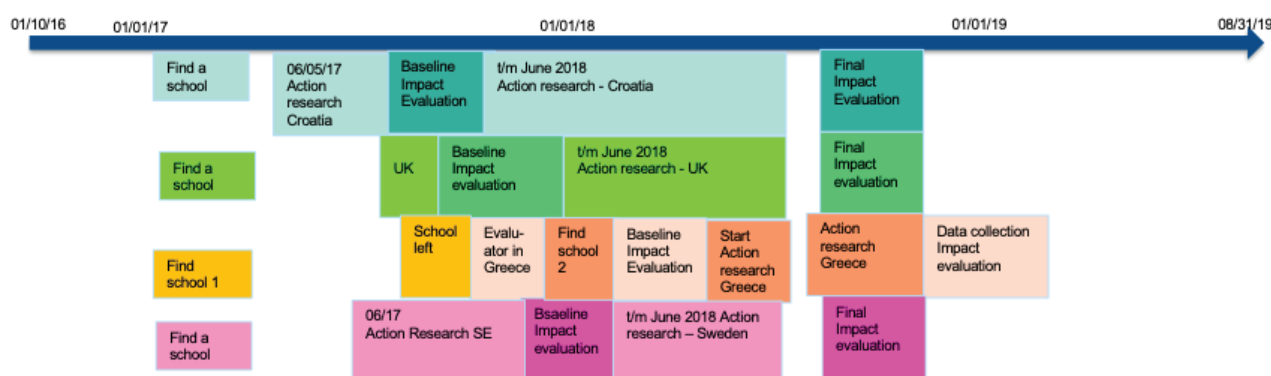 01/10/16
01/01/17
01/01/18
01/01/19
08/31/19
Find a
school
06/05/17
Action
research
Croatia
Baseline
Impact
Evaluation
t/m June 2018
Action research - Croatia
Final
Impact
Evaluation
Find a
school
UK
Baseline
Impact
evaluation
t/m June 2018
Action research - UK
Final
Impact
evaluation
Find
school 1
School
left
Evalu-
ator in
Greece
Find
school
2
Baseline
Impact
Evaluation
Start
Action
research
Greece
Action
research
Greece
Data collection
Impact
evaluation
Find a
school
06/17
Action Research SE
Bsaeline
Impact
evaluation
t/m June 2018 Action
research – Sweden
Final
Impact
evaluation